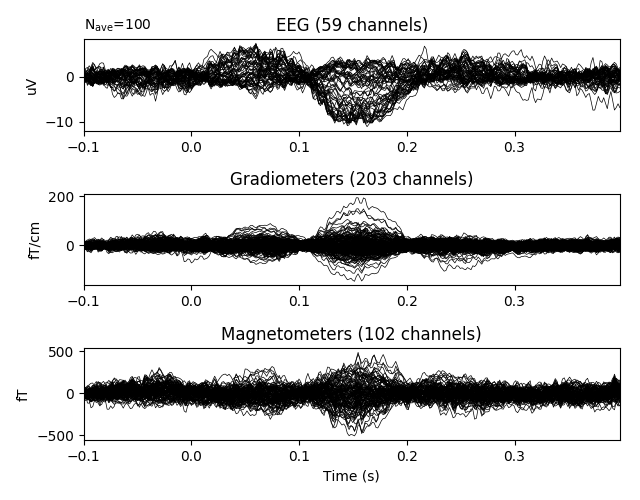 N_ave=100
EEG (59 channels)
uV
0
−10
−0.1 0.0 0.1 0.2 0.3
Gradiometers (203 channels)
fT/cm
200
0
−0.1 0.0 0.1 0.2 0.3
Magnetometers (102 channels)
fT
500
0
−500
−0.1 0.0 0.1 0.2 0.3
Time (s)